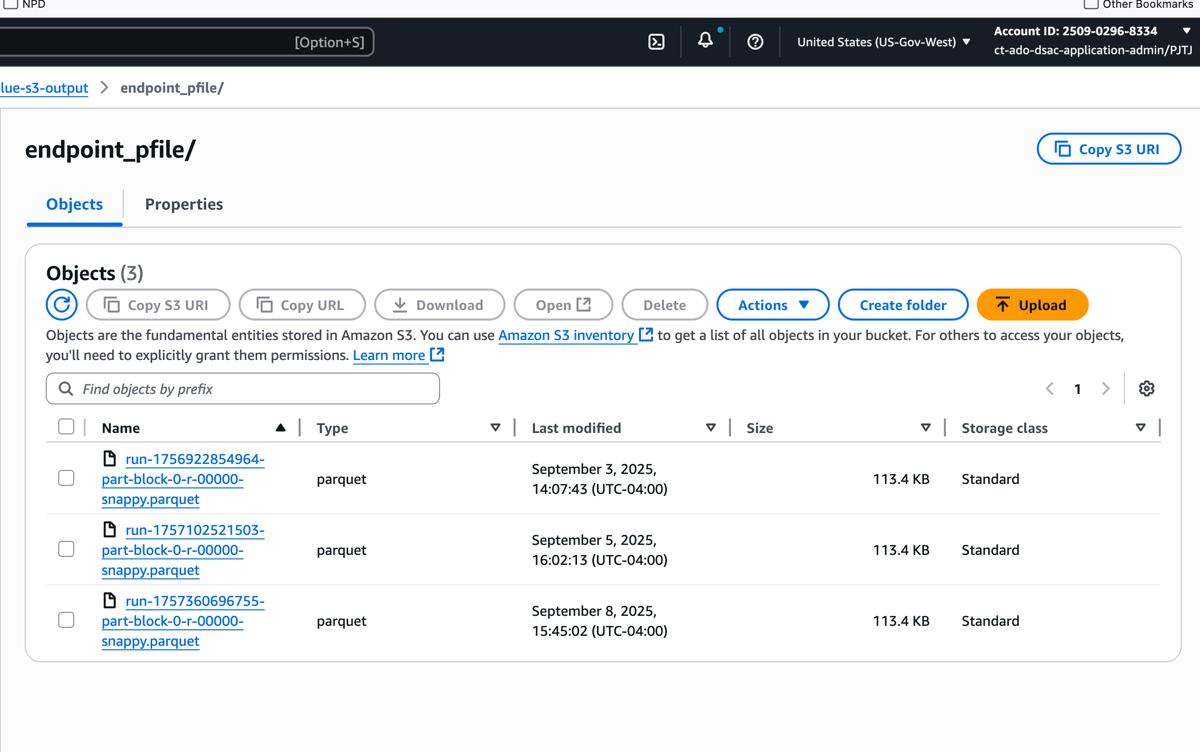 NPD
Other Bookmarks
[Option+S]
United States (US-Gov-West)
Account ID: 2509-0296-8334
ct-ado-dsac-application-admin/PJTJ
lue-s3-output
endpoint_pfile/
endpoint_pfile/
Copy S3 URI
Objects
Properties
Objects (3)
Copy S3 URI
Copy URL
Download
Open
Delete
Actions
Create folder
Upload
Objects are the fundamental entities stored in Amazon S3. You can use Amazon S3 inventory to get a list of all objects in your bucket. For others to access your objects,
you'll need to explicitly grant them permissions. Learn more
Find objects by prefix
1
Name
Type
Last modified
Size
Storage class
run-1756922854964-
part-block-0-r-00000-
snappy.parquet
parquet
September 3, 2025,
14:07:43 (UTC-04:00)
113.4 KB
Standard
run-1757102521503-
part-block-0-r-00000-
snappy.parquet
parquet
September 5, 2025,
16:02:13 (UTC-04:00)
113.4 KB
Standard
run-1757360696755-
part-block-0-r-00000-
snappy.parquet
parquet
September 8, 2025,
15:45:02 (UTC-04:00)
113.4 KB
Standard